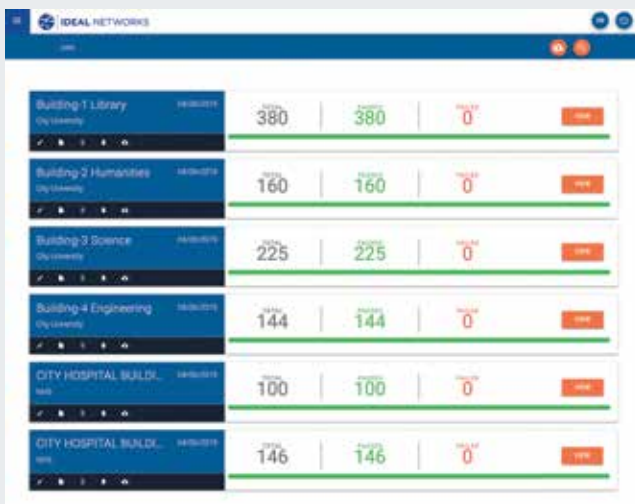 IDEAL NETWORKS
Building-1 Library
City University
TOTAL
380
PASSED
380
FAILED
0
VIEW
Building-2 Humanities
City University
TOTAL
160
PASSED
160
FAILED
0
VIEW
Building-3 Science
City University
TOTAL
225
PASSED
225
FAILED
0
VIEW
Building-4 Engineering
City University
TOTAL
144
PASSED
144
FAILED
0
VIEW
CITY HOSPITAL BUILDI...
TOTAL
100
PASSED
100
FAILED
0
VIEW
CITY HOSPITAL BUILDI...
TOTAL
146
PASSED
146
FAILED
0
VIEW